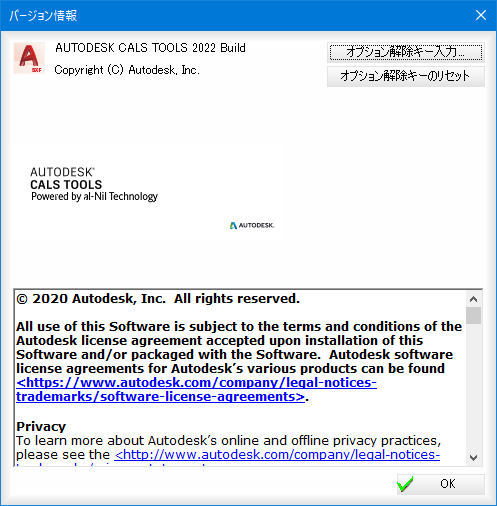 バージョン情報
AUTODESK CALS TOOLS 2022 Build
オプション解除キー入力...
Copyright (C) Autodesk, Inc.
オプション解除キーのリセット
SXF
AUTODESK®
CALS TOOLS
Powered by al-Nil Technology
AUTODESK.
© 2020 Autodesk, Inc.  All rights reserved.
All use of this Software is subject to the terms and conditions of the
Autodesk license agreement accepted upon installation of this
Software and/or packaged with the Software.  Autodesk software
license agreements for Autodesk’s various products can be found
<https://www.autodesk.com/company/legal-notices-
trademarks/software-license-agreements>.
Privacy
To learn more about Autodesk’s online and offline privacy practices,
please see the <http://www.autodesk.com/company/legal-notices-
OK